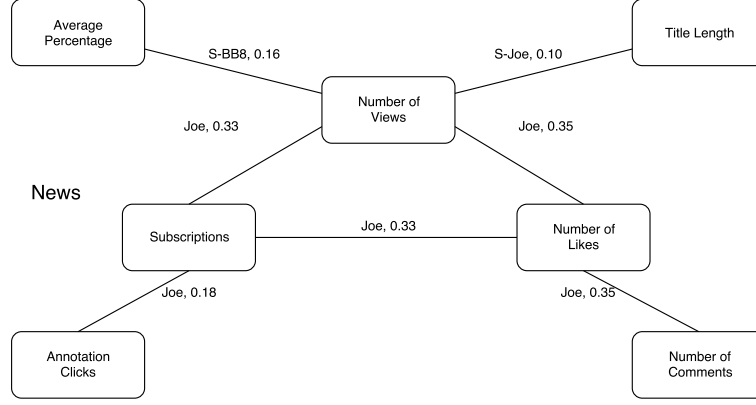 Average
Percentage
Title Length
S-BB8, 0.16
S-Joe, 0.10
Number of
Views
Joe, 0.33
Joe, 0.35
News
Subscriptions
Joe, 0.33
Number of
Likes
Joe, 0.18
Joe, 0.35
Annotation
Clicks
Number of
Comments